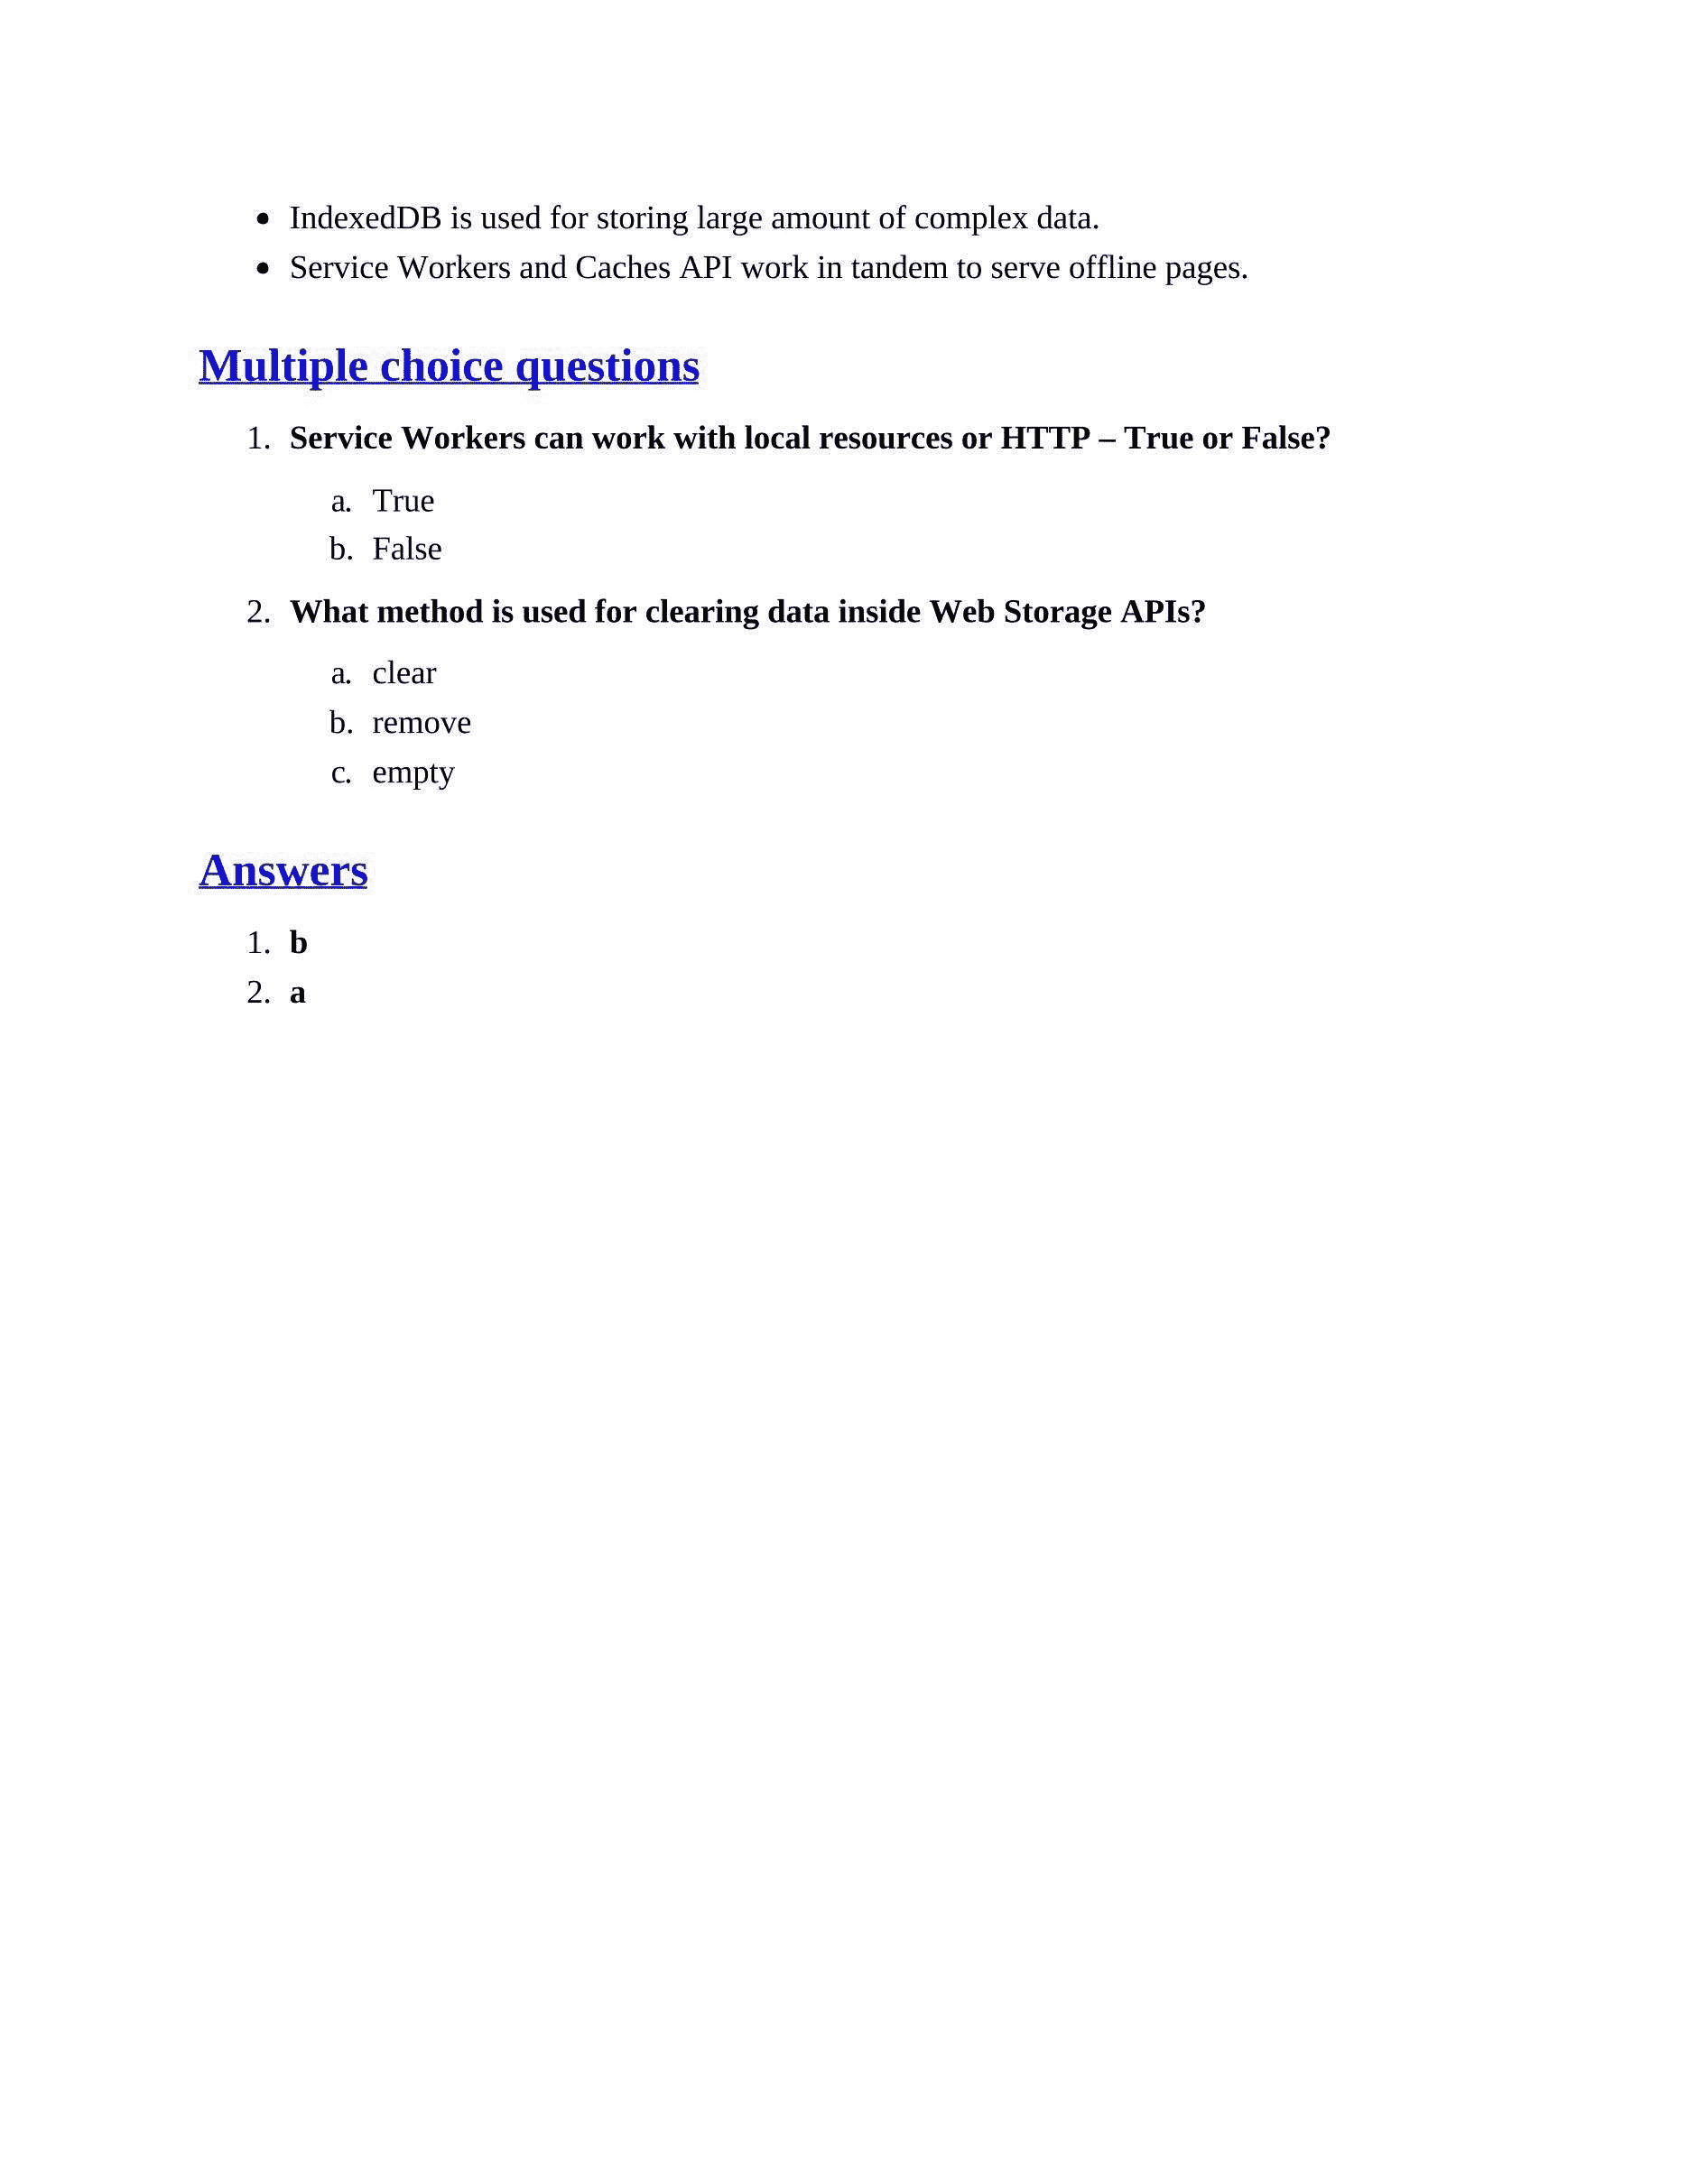 • IndexedDB is used for storing large amount of complex data.
• Service Workers and Caches API work in tandem to serve offline pages.
Multiple choice questions
1. Service Workers can work with local resources or HTTP – True or False?
a. True
b. False
2. What method is used for clearing data inside Web Storage APIs?
a. clear
b. remove
c. empty
Answers
1. b
2. a